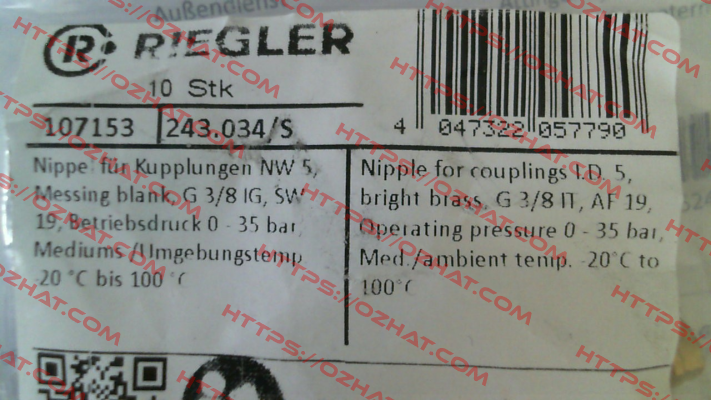 Außendiens
RIEGLER
10 Stk
107153 243.034/S
4 047322 057790
Nippel für Kupplungen NW 5,
Messing blank, G 3/8 IG, SW
19, Betriebsdruck 0 - 35 bar,
Mediums-/Umgebungstemp
-20 °C bis 100 °C
Nipple for couplings I.D. 5,
bright brass, G 3/8 IT, AF 19,
Operating pressure 0 - 35 bar,
Med./ambient temp. -20°C to
100°C
HTTPS://OZHAT.COM